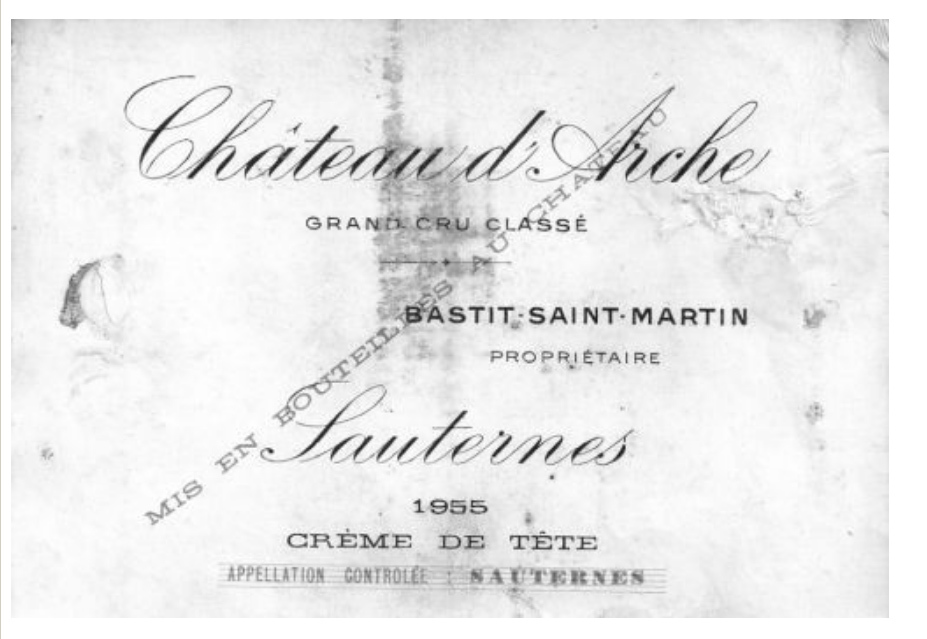 Château d'Arche
GRAND CRU CLASSÉ
MIS EN BOUTEILLES AU CHATEAU
BASTIT-SAINT-MARTIN
PROPRIÉTAIRE
Sauternes
1955
CRÈME DE TÊTE
APPELLATION CONTROLÉE : SAUTERNES